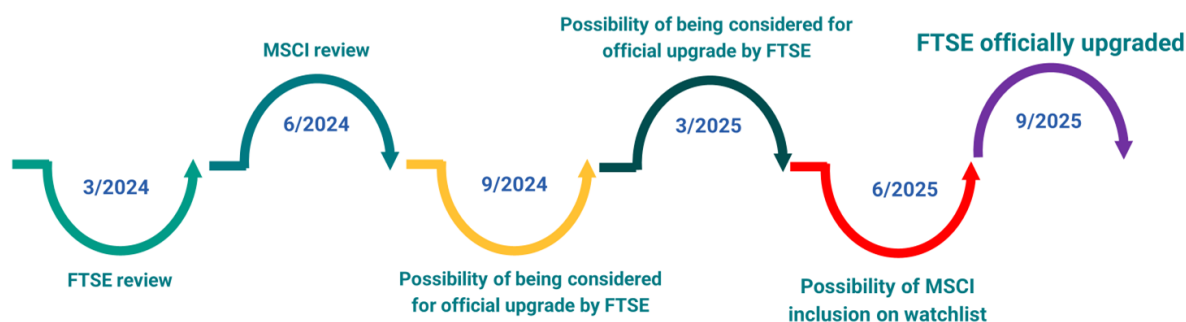 3/2024
FTSE review
MSCI review
6/2024
9/2024
Possibility of being considered
for official upgrade by FTSE
Possibility of being considered for
official upgrade by FTSE
3/2025
6/2025
Possibility of MSCI
inclusion on watchlist
FTSE officially upgraded
9/2025